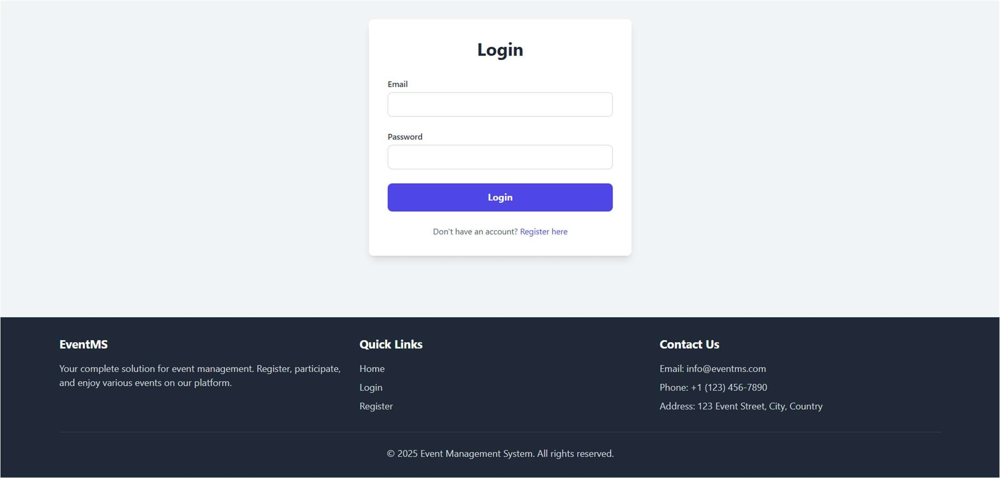 Login
Email
Password
Login
Don't have an account? Register here
EventMS
Your complete solution for event management. Register, participate,
and enjoy various events on our platform.
Quick Links
Home
Login
Register
Contact Us
Email: info@eventms.com
Phone: +1 (123) 456-7890
Address: 123 Event Street, City, Country
© 2025 Event Management System. All rights reserved.